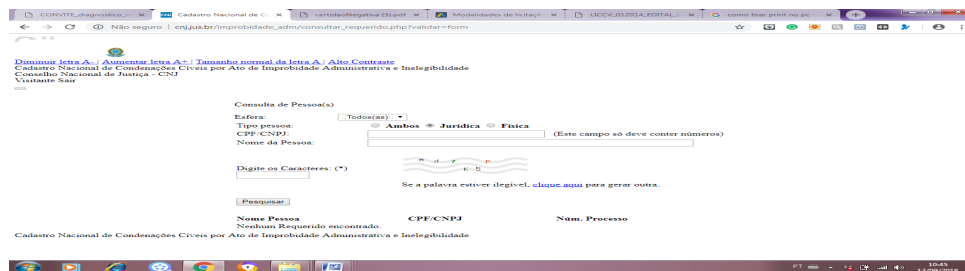 CONVITE_diagnostico_
Cadastro Nacional de C
certidaoNegativa (3).pdf
Modalidades de licitaç
LICCV_012014_EDITAL_
como tirar print no pc
Não seguro | cnj.jus.br/improbidade_adm/consultar_requerido.php?validar=form
Diminuir letra A- | Aumentar letra A+ | Tamanho normal da letra A | Alto Contraste
Cadastro Nacional de Condenações Cíveis por Ato de Improbidade Administrativa e Inelegibilidade
Conselho Nacional de Justiça - CNJ
Visitante Sair
Consulta de Pessoa(s)
Esfera: .:Todos(as):.
Tipo pessoa: Ambos Jurídica Física
CPF/CNPJ: (Este campo só deve conter números)
Nome da Pessoa:
Digite os Caracteres: (*)
Se a palavra estiver ilegível, clique aqui para gerar outra.
Pesquisar
Nome Pessoa CPF/CNPJ Núm. Processo
Nenhum Requerido encontrado.
Cadastro Nacional de Condenações Cíveis por Ato de Improbidade Administrativa e Inelegibilidade
PT 10:45